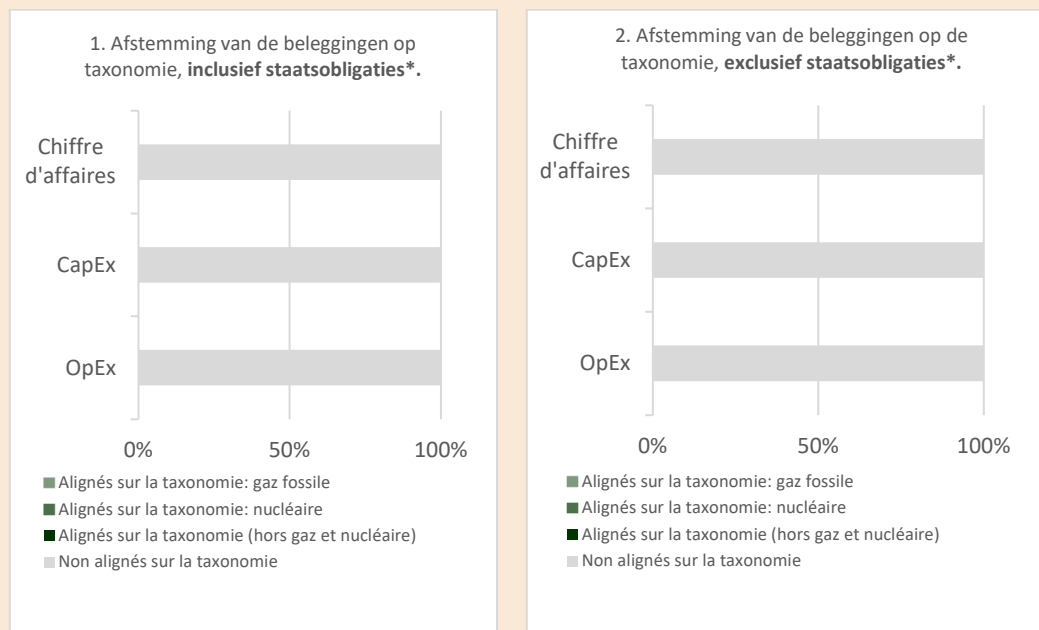 1. Afstemming van de beleggingen op
taxonomie, inclusief staatsobligaties*.
Chiffre
d'affaires
CapEx
OpEx
0% 50% 100%
Alignés sur la taxonomie: gaz fossile
Alignés sur la taxonomie: nucléaire
Alignés sur la taxonomie (hors gaz et nucléaire)
Non alignés sur la taxonomie
2. Afstemming van de beleggingen op de
taxonomie, exclusief staatsobligaties*.
Chiffre
d'affaires
CapEx
OpEx
0% 50% 100%
Alignés sur la taxonomie: gaz fossile
Alignés sur la taxonomie: nucléaire
Alignés sur la taxonomie (hors gaz et nucléaire)
Non alignés sur la taxonomie